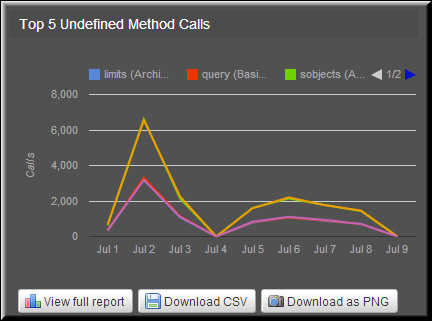 Top 5 Undefined Method Calls
limits (Archi... query (Basi... sobjects (A... 1/2
8,000
6,000
4,000
2,000
0
Calls
Jul 1 Jul 2 Jul 3 Jul 4 Jul 5 Jul 6 Jul 7 Jul 8 Jul 9
View full report Download CSV Download as PNG